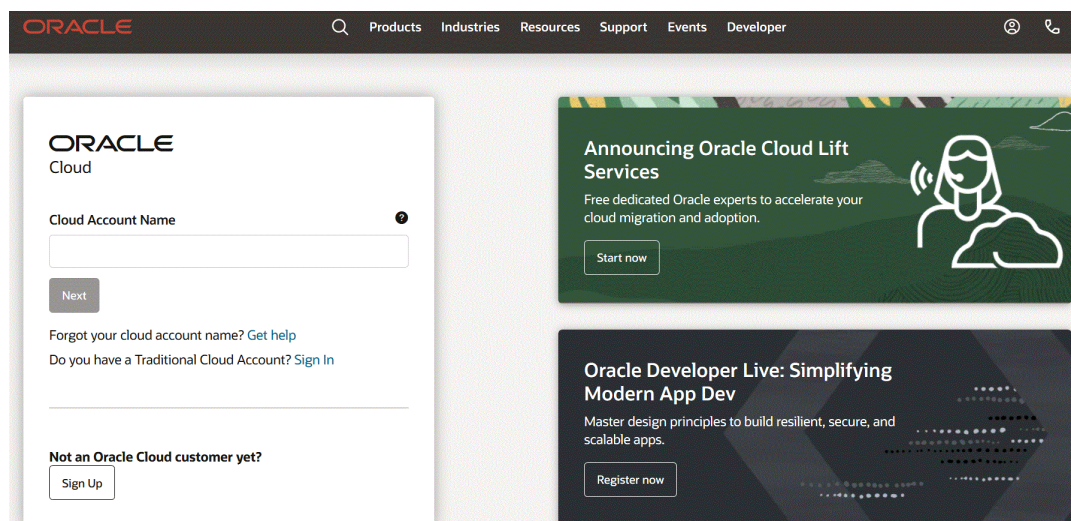 ORACLE
Products Industries Resources Support Events Developer
ORACLE
Cloud
Cloud Account Name
?
Next
Forgot your cloud account name? Get help
Do you have a Traditional Cloud Account? Sign In
Not an Oracle Cloud customer yet?
Sign Up
Announcing Oracle Cloud Lift
Services
Free dedicated Oracle experts to accelerate your
cloud migration and adoption.
Start now
Oracle Developer Live: Simplifying
Modern App Dev
Master design principles to build resilient, secure, and
scalable apps.
Register now